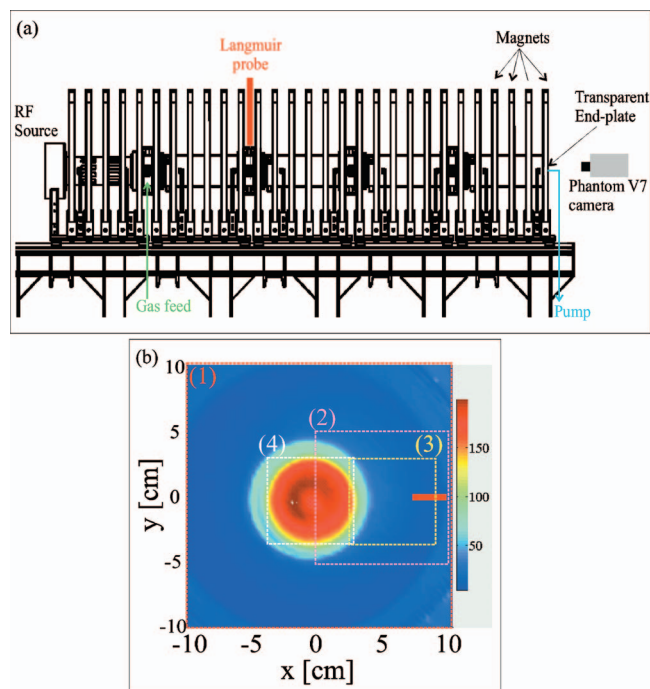 (a)
Langmuir
probe
Magnets
RF
Source
Transparent
End-plate
Phantom V7
camera
Gas feed
Pump
(b)
10
(1)
(2)
5
(4)
(3)
150
y [cm]
0
100
-5
50
-10
-10 -5 0 5 10
x [cm]